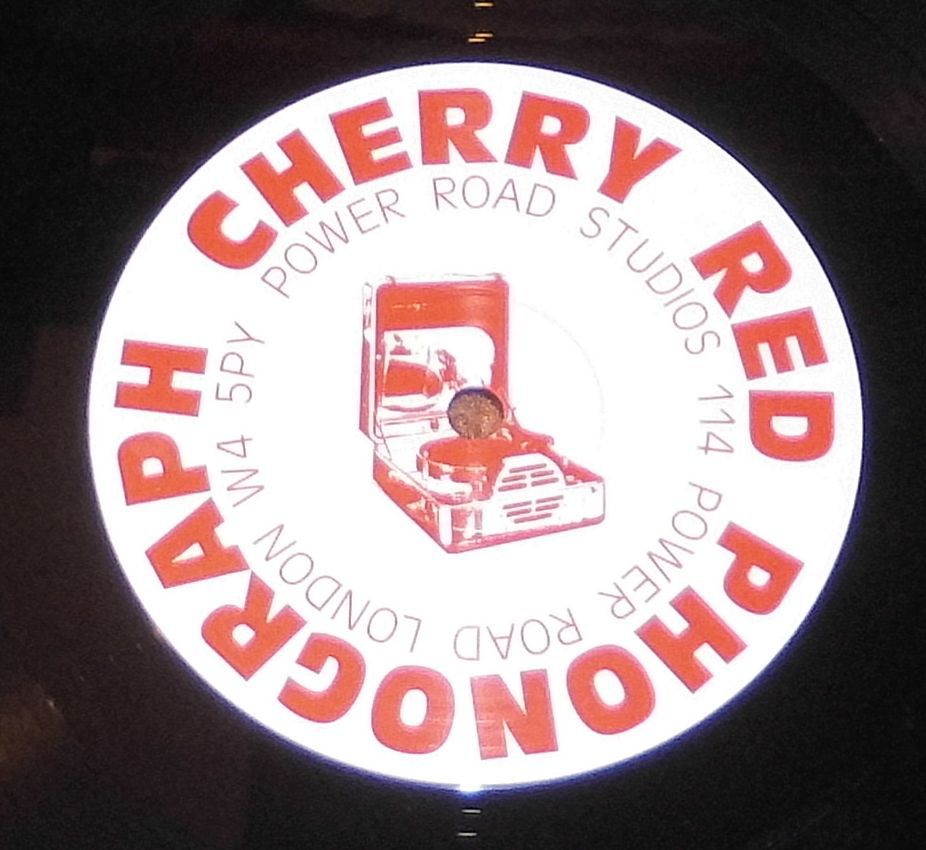 CHERRY RED PHONOGRAPH
POWER ROAD STUDIOS 114 POWER ROAD LONDON W4 5PY